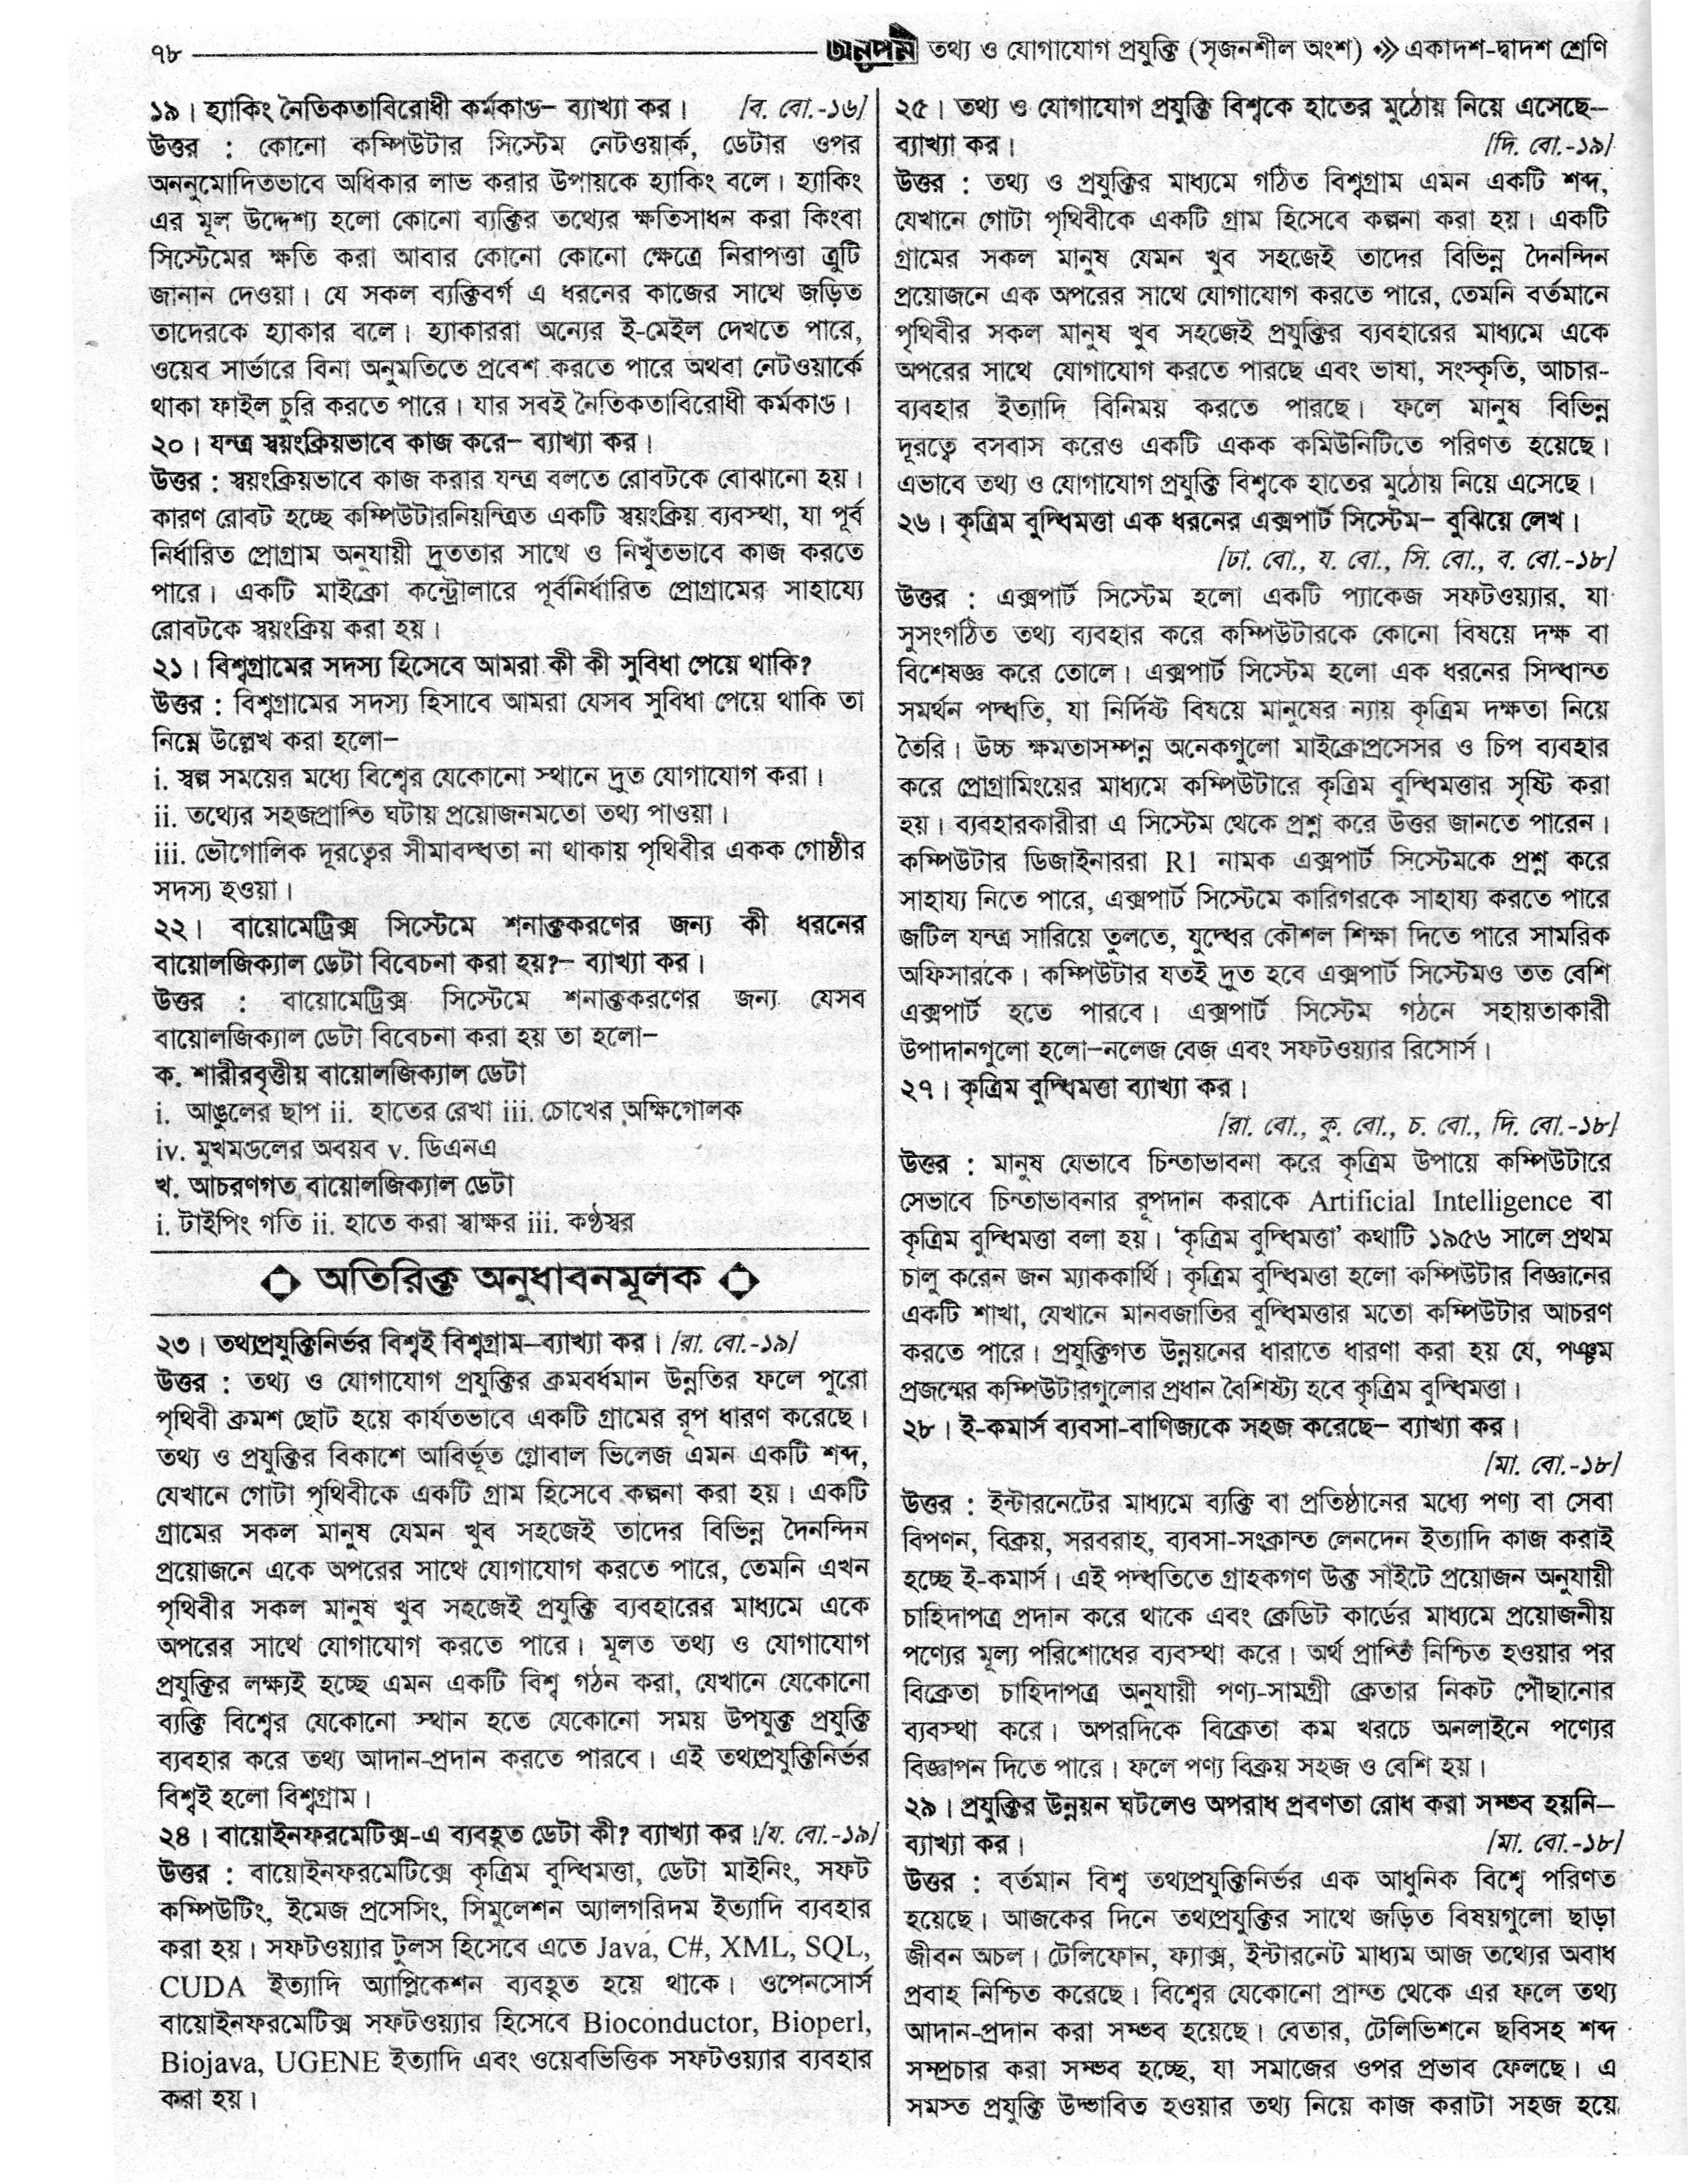 ৭৮
অনুপম তথ্য ও যোগাযোগ প্রযুক্তি (সৃজনশীল অংশ) একাদশ-দ্বাদশ শ্রেণি
১৯। হ্যাকিং নৈতিকতাবিরোধী কর্মকাণ্ড– ব্যাখ্যা কর। [ব. বো.-১৬]
উত্তর : কোনো কম্পিউটার সিস্টেম নেটওয়ার্ক, ডেটার ওপর
অননুমোদিতভাবে অধিকার লাভ করার উপায়কে হ্যাকিং বলে। হ্যাকিং
এর মূল উদ্দেশ্য হলো কোনো ব্যক্তির তথ্যের ক্ষতিসাধন করা কিংবা
সিস্টেমের ক্ষতি করা আবার কোনো কোনো ক্ষেত্রে নিরাপত্তা ত্রুটি
জানান দেওয়া। যে সকল ব্যক্তিবর্গ এ ধরনের কাজের সাথে জড়িত
তাদেরকে হ্যাকার বলে। হ্যাকাররা অন্যের ই-মেইল দেখতে পারে,
ওয়েব সার্ভারে বিনা অনুমতিতে প্রবেশ করতে পারে অথবা নেটওয়ার্কে
থাকা ফাইল চুরি করতে পারে। যার সবই নৈতিকতাবিরোধী কর্মকাণ্ড।
২০। যন্ত্র স্বয়ংক্রিয়ভাবে কাজ করে– ব্যাখ্যা কর।
উত্তর : স্বয়ংক্রিয়ভাবে কাজ করার যন্ত্র বলতে রোবটকে বোঝানো হয়।
কারণ রোবট হচ্ছে কম্পিউটারনিয়ন্ত্রিত একটি স্বয়ংক্রিয় ব্যবস্থা, যা পূর্ব
নির্ধারিত প্রোগ্রাম অনুযায়ী দ্রুততার সাথে ও নিখুঁতভাবে কাজ করতে
পারে। একটি মাইক্রো কন্ট্রোলারে পূর্বনির্ধারিত প্রোগ্রামের সাহায্যে
রোবটকে স্বয়ংক্রিয় করা হয়।
২১। বিশ্বগ্রামের সদস্য হিসেবে আমরা কী কী সুবিধা পেয়ে থাকি?
উত্তর : বিশ্বগ্রামের সদস্য হিসাবে আমরা যেসব সুবিধা পেয়ে থাকি তা
নিম্নে উল্লেখ করা হলো–
i. স্বল্প সময়ের মধ্যে বিশ্বের যেকোনো স্থানে দ্রুত যোগাযোগ করা।
ii. তথ্যের সহজপ্রাপ্তি ঘটায় প্রয়োজনমতো তথ্য পাওয়া।
iii. ভৌগোলিক দূরত্বের সীমাবদ্ধতা না থাকায় পৃথিবীর একক গোষ্ঠীর
সদস্য হওয়া।
২২। বায়োমেট্রিক্স সিস্টেমে শনাক্তকরণের জন্য কী ধরনের
বায়োলজিক্যাল ডেটা বিবেচনা করা হয়?– ব্যাখ্যা কর।
উত্তর : বায়োমেট্রিক্স সিস্টেমে শনাক্তকরণের জন্য যেসব
বায়োলজিক্যাল ডেটা বিবেচনা করা হয় তা হলো–
ক. শারীরবৃত্তীয় বায়োলজিক্যাল ডেটা
i. আঙুলের ছাপ ii. হাতের রেখা iii. চোখের অক্ষিগোলক
iv. মুখমণ্ডলের অবয়ব v. ডিএনএ
খ. আচরণগত বায়োলজিক্যাল ডেটা
i. টাইপিং গতি ii. হাতে করা স্বাক্ষর iii. কণ্ঠস্বর
অতিরিক্ত অনুধাবনমূলক
২৩। তথ্যপ্রযুক্তিনির্ভর বিশ্বই বিশ্বগ্রাম–ব্যাখ্যা কর। [রা. বো.-১৯]
উত্তর : তথ্য ও যোগাযোগ প্রযুক্তির ক্রমবর্ধমান উন্নতির ফলে পুরো
পৃথিবী ক্রমশ ছোট হয়ে কার্যতভাবে একটি গ্রামের রূপ ধারণ করেছে।
তথ্য ও প্রযুক্তির বিকাশে আবির্ভূত গ্লোবাল ভিলেজ এমন একটি শব্দ,
যেখানে গোটা পৃথিবীকে একটি গ্রাম হিসেবে কল্পনা করা হয়। একটি
গ্রামের সকল মানুষ যেমন খুব সহজেই তাদের বিভিন্ন দৈনন্দিন
প্রয়োজনে একে অপরের সাথে যোগাযোগ করতে পারে, তেমনি এখন
পৃথিবীর সকল মানুষ খুব সহজেই প্রযুক্তি ব্যবহারের মাধ্যমে একে
অপরের সাথে যোগাযোগ করতে পারে। মূলত তথ্য ও যোগাযোগ
প্রযুক্তির লক্ষ্যই হচ্ছে এমন একটি বিশ্ব গঠন করা, যেখানে যেকোনো
ব্যক্তি বিশ্বের যেকোনো স্থান হতে যেকোনো সময় উপযুক্ত প্রযুক্তি
ব্যবহার করে তথ্য আদান-প্রদান করতে পারবে। এই তথ্যপ্রযুক্তিনির্ভর
বিশ্বই হলো বিশ্বগ্রাম।
২৪। বায়োইনফরমেটিক্স-এ ব্যবহৃত ডেটা কী? ব্যাখ্যা কর।[য. বো.-১৯]
উত্তর : বায়োইনফরমেটিক্সে কৃত্রিম বুদ্ধিমত্তা, ডেটা মাইনিং, সফট
কম্পিউটিং, ইমেজ প্রসেসিং, সিমুলেশন অ্যালগরিদম ইত্যাদি ব্যবহার
করা হয়। সফটওয়্যার টুলস হিসেবে এতে Java, C#, XML, SQL,
CUDA ইত্যাদি অ্যাপ্লিকেশন ব্যবহৃত হয়ে থাকে। ওপেনসোর্স
বায়োইনফরমেটিক্স সফটওয়্যার হিসেবে Bioconductor, Bioperl,
Biojava, UGENE ইত্যাদি এবং ওয়েবভিত্তিক সফটওয়্যার ব্যবহার
করা হয়।
২৫। তথ্য ও যোগাযোগ প্রযুক্তি বিশ্বকে হাতের মুঠোয় নিয়ে এসেছে–
ব্যাখ্যা কর। [দি. বো.-১৯]
উত্তর : তথ্য ও প্রযুক্তির মাধ্যমে গঠিত বিশ্বগ্রাম এমন একটি শব্দ,
যেখানে গোটা পৃথিবীকে একটি গ্রাম হিসেবে কল্পনা করা হয়। একটি
গ্রামের সকল মানুষ যেমন খুব সহজেই তাদের বিভিন্ন দৈনন্দিন
প্রয়োজনে এক অপরের সাথে যোগাযোগ করতে পারে, তেমনি বর্তমানে
পৃথিবীর সকল মানুষ খুব সহজেই প্রযুক্তির ব্যবহারের মাধ্যমে একে
অপরের সাথে যোগাযোগ করতে পারছে এবং ভাষা, সংস্কৃতি, আচার-
ব্যবহার ইত্যাদি বিনিময় করতে পারছে। ফলে মানুষ বিভিন্ন
দূরত্বে বসবাস করেও একটি একক কমিউনিটিতে পরিণত হয়েছে।
এভাবে তথ্য ও যোগাযোগ প্রযুক্তি বিশ্বকে হাতের মুঠোয় নিয়ে এসেছে।
২৬। কৃত্রিম বুদ্ধিমত্তা এক ধরনের এক্সপার্ট সিস্টেম– বুঝিয়ে লেখ।
[ঢা. বো., য. বো., সি. বো., ব. বো.-১৮]
উত্তর : এক্সপার্ট সিস্টেম হলো একটি প্যাকেজ সফটওয়্যার, যা
সুসংগঠিত তথ্য ব্যবহার করে কম্পিউটারকে কোনো বিষয়ে দক্ষ বা
বিশেষজ্ঞ করে তোলে। এক্সপার্ট সিস্টেম হলো এক ধরনের সিদ্ধান্ত
সমর্থন পদ্ধতি, যা নির্দিষ্ট বিষয়ে মানুষের ন্যায় কৃত্রিম দক্ষতা নিয়ে
তৈরি। উচ্চ ক্ষমতাসম্পন্ন অনেকগুলো মাইক্রোপ্রসেসর ও চিপ ব্যবহার
করে প্রোগ্রামিংয়ের মাধ্যমে কম্পিউটারে কৃত্রিম বুদ্ধিমত্তার সৃষ্টি করা
হয়। ব্যবহারকারীরা এ সিস্টেম থেকে প্রশ্ন করে উত্তর জানতে পারেন।
কম্পিউটার ডিজাইনাররা R1 নামক এক্সপার্ট সিস্টেমকে প্রশ্ন করে
সাহায্য নিতে পারে, এক্সপার্ট সিস্টেমে কারিগরকে সাহায্য করতে পারে
জটিল যন্ত্র সারিয়ে তুলতে, যুদ্ধের কৌশল শিক্ষা দিতে পারে সামরিক
অফিসারকে। কম্পিউটার যতই দ্রুত হবে এক্সপার্ট সিস্টেমও তত বেশি
এক্সপার্ট হতে পারবে। এক্সপার্ট সিস্টেম গঠনে সহায়তাকারী
উপাদানগুলো হলো–নলেজ বেজ এবং সফটওয়্যার রিসোর্স।
২৭। কৃত্রিম বুদ্ধিমত্তা ব্যাখ্যা কর।
[রা. বো., কু. বো., চ. বো., দি. বো.-১৮]
উত্তর : মানুষ যেভাবে চিন্তাভাবনা করে কৃত্রিম উপায়ে কম্পিউটারে
সেভাবে চিন্তাভাবনার রূপদান করাকে Artificial Intelligence বা
কৃত্রিম বুদ্ধিমত্তা বলা হয়। ‘কৃত্রিম বুদ্ধিমত্তা’ কথাটি ১৯৫৬ সালে প্রথম
চালু করেন জন ম্যাককার্থি। কৃত্রিম বুদ্ধিমত্তা হলো কম্পিউটার বিজ্ঞানের
একটি শাখা, যেখানে মানবজাতির বুদ্ধিমত্তার মতো কম্পিউটার আচরণ
করতে পারে। প্রযুক্তিগত উন্নয়নের ধারাতে ধারণা করা হয় যে, পঞ্চম
প্রজন্মের কম্পিউটারগুলোর প্রধান বৈশিষ্ট্য হবে কৃত্রিম বুদ্ধিমত্তা।
২৮। ই-কমার্স ব্যবসা-বাণিজ্যকে সহজ করেছে– ব্যাখ্যা কর।
[মা. বো.-১৮]
উত্তর : ইন্টারনেটের মাধ্যমে ব্যক্তি বা প্রতিষ্ঠানের মধ্যে পণ্য বা সেবা
বিপণন, বিক্রয়, সরবরাহ, ব্যবসা-সংক্রান্ত লেনদেন ইত্যাদি কাজ করাই
হচ্ছে ই-কমার্স। এই পদ্ধতিতে গ্রাহকগণ উক্ত সাইটে প্রয়োজন অনুযায়ী
চাহিদাপত্র প্রদান করে থাকে এবং ক্রেডিট কার্ডের মাধ্যমে প্রয়োজনীয়
পণ্যের মূল্য পরিশোধের ব্যবস্থা করে। অর্থ প্রাপ্তি নিশ্চিত হওয়ার পর
বিক্রেতা চাহিদাপত্র অনুযায়ী পণ্য-সামগ্রী ক্রেতার নিকট পৌঁছানোর
ব্যবস্থা করে। অপরদিকে বিক্রেতা কম খরচে অনলাইনে পণ্যের
বিজ্ঞাপন দিতে পারে। ফলে পণ্য বিক্রয় সহজ ও বেশি হয়।
২৯। প্রযুক্তির উন্নয়ন ঘটলেও অপরাধ প্রবণতা রোধ করা সম্ভব হয়নি–
ব্যাখ্যা কর। [মা. বো.-১৮]
উত্তর : বর্তমান বিশ্ব তথ্যপ্রযুক্তিনির্ভর এক আধুনিক বিশ্বে পরিণত
হয়েছে। আজকের দিনে তথ্যপ্রযুক্তির সাথে জড়িত বিষয়গুলো ছাড়া
জীবন অচল। টেলিফোন, ফ্যাক্স, ইন্টারনেট মাধ্যম আজ তথ্যের অবাধ
প্রবাহ নিশ্চিত করেছে। বিশ্বের যেকোনো প্রান্ত থেকে এর ফলে তথ্য
আদান-প্রদান করা সম্ভব হয়েছে। বেতার, টেলিভিশনে ছবিসহ শব্দ
সম্প্রচার করা সম্ভব হচ্ছে, যা সমাজের ওপর প্রভাব ফেলছে। এ
সমস্ত প্রযুক্তি উদ্ভাবিত হওয়ার তথ্য নিয়ে কাজ করাটা সহজ হয়ে